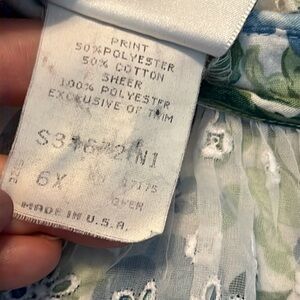 PRINT
50% POLYESTER
50% COTTON
SHEER
100% POLYESTER
EXCLUSIVE OF TRIM
6X
MADE IN U.S.A.